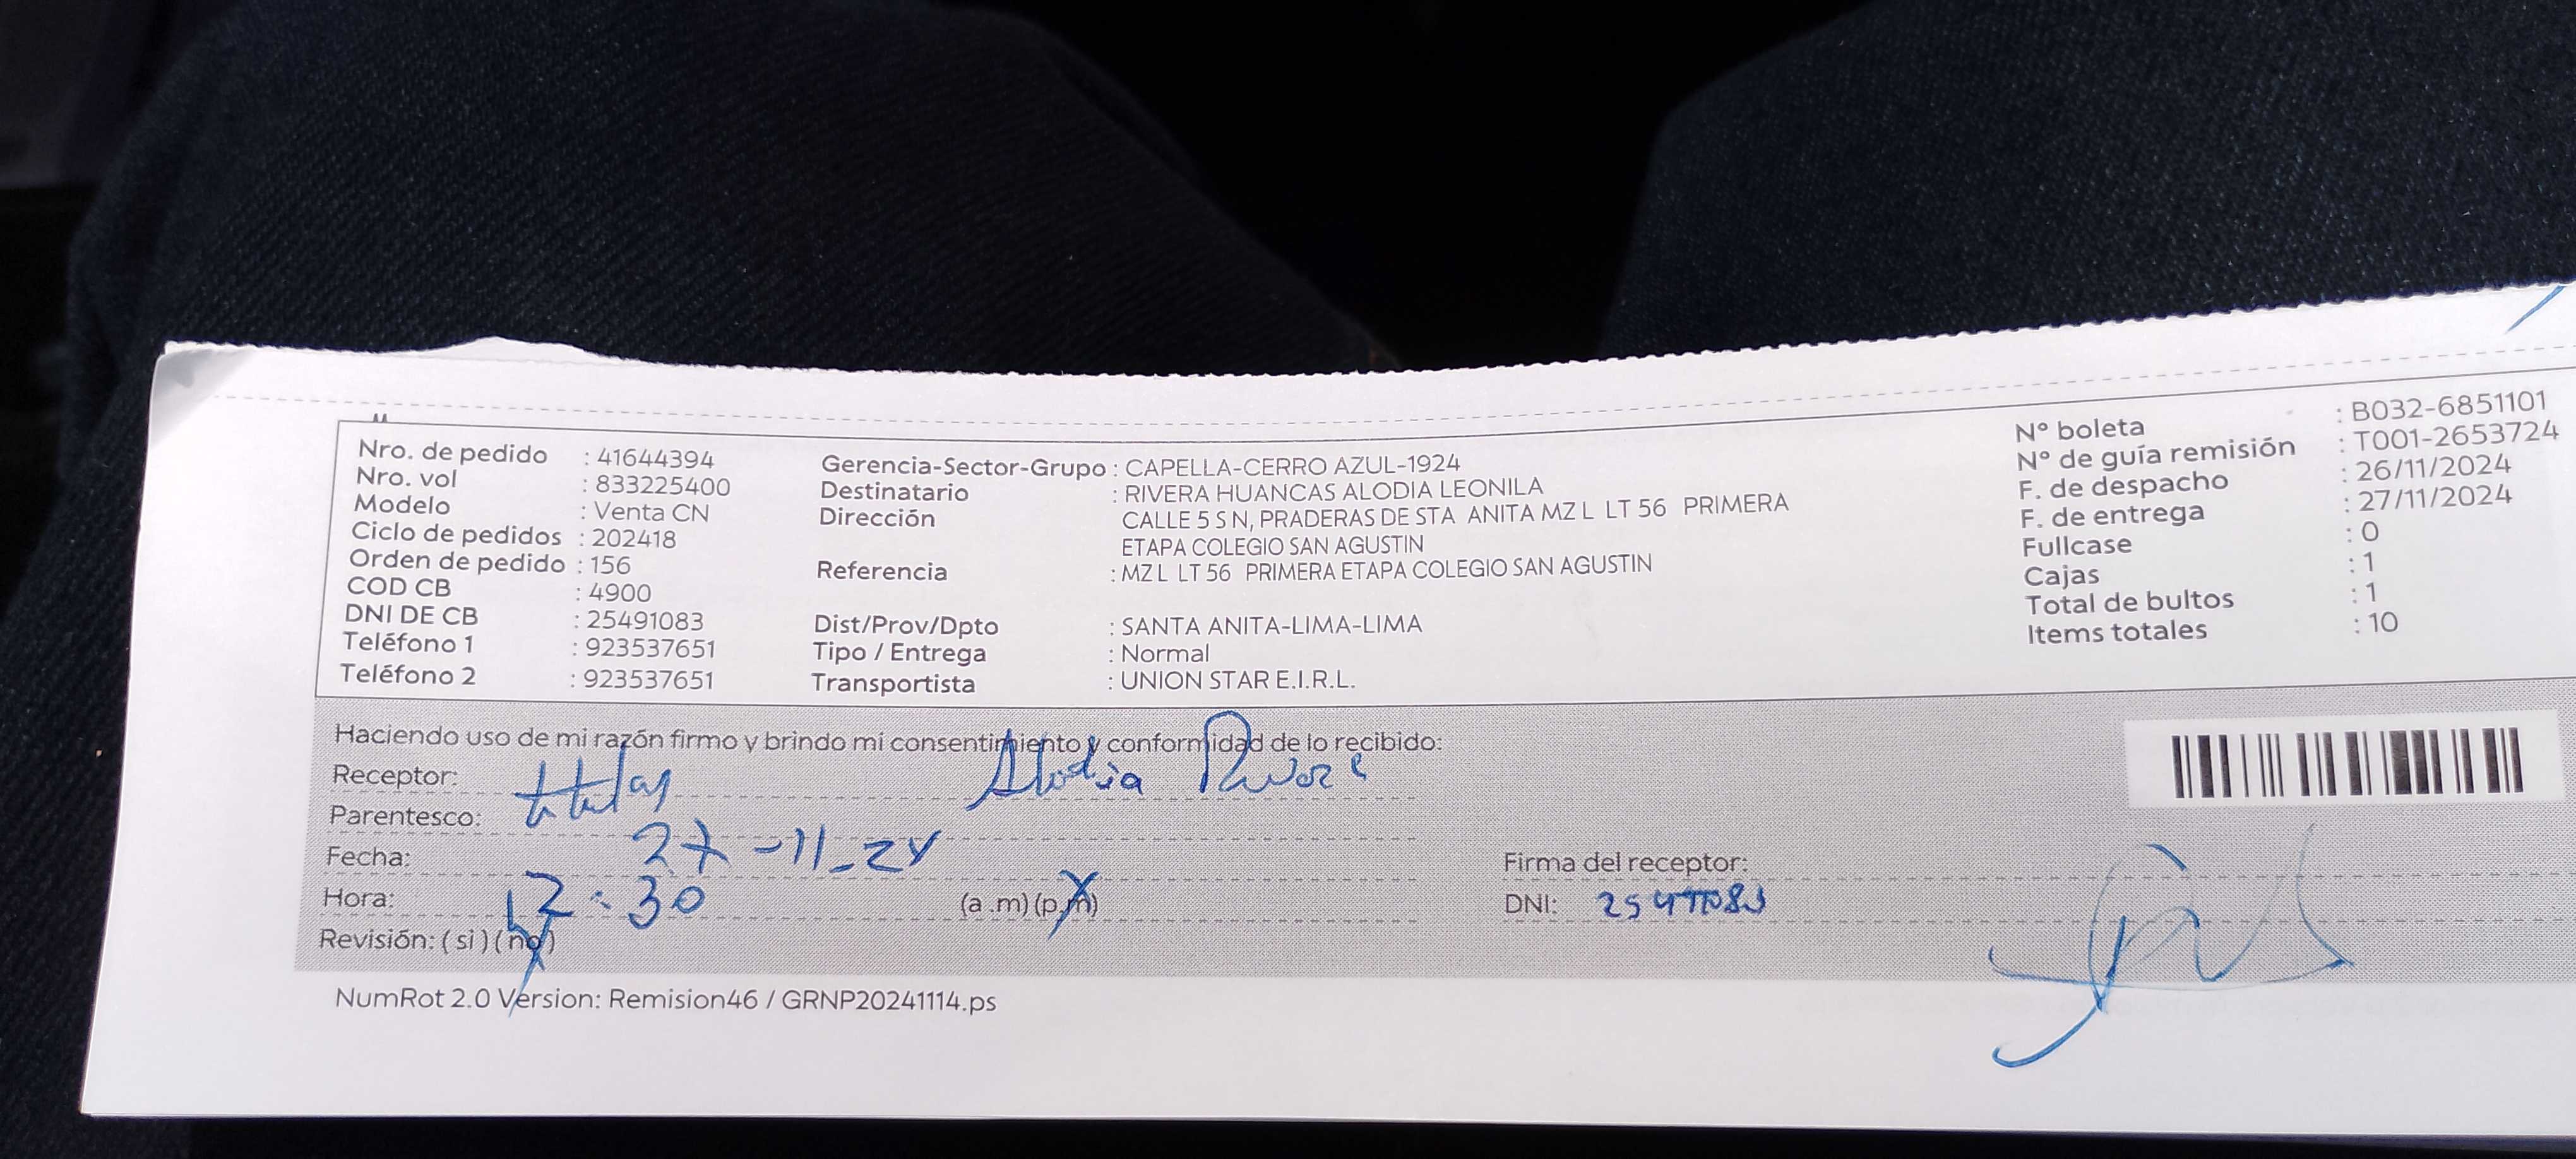 Nro. de pedido : 41644394
Nro. vol : 833225400
Modelo : Venta CN
Ciclo de pedidos : 202418
Orden de pedido : 156
COD CB : 4900
DNI DE CB : 25491083
Teléfono 1 : 923537651
Teléfono 2 : 923537651
Gerencia-Sector-Grupo : CAPELLA-CERRO AZUL-1924
Destinatario : RIVERA HUANCAS ALODIA LEONILA
Dirección CALLE 5 S N, PRADERAS DE STA ANITA MZ L LT 56 PRIMERA
ETAPA COLEGIO SAN AGUSTIN
Referencia : MZ L LT 56 PRIMERA ETAPA COLEGIO SAN AGUSTIN
Dist/Prov/Dpto : SANTA ANITA-LIMA-LIMA
Tipo / Entrega : Normal
Transportista : UNION STAR E.I.R.L.
N° boleta : B032-6851101
N° de guía remisión : T001-2653724
F. de despacho : 26/11/2024
F. de entrega : 27/11/2024
Fullcase : 0
Cajas : 1
Total de bultos : 1
Items totales : 10
Haciendo uso de mi razón firmo y brindo mi consentimiento y conformidad de lo recibido:
Receptor: Alodia Rivera
Parentesco: titular
Fecha: 27-11-24
Hora: 12:30 (a.m)(p.m)
Revisión: (si)(no)
Firma del receptor:
DNI: 25491083
NumRot 2.0 Version: Remision46 / GRNP20241114.ps